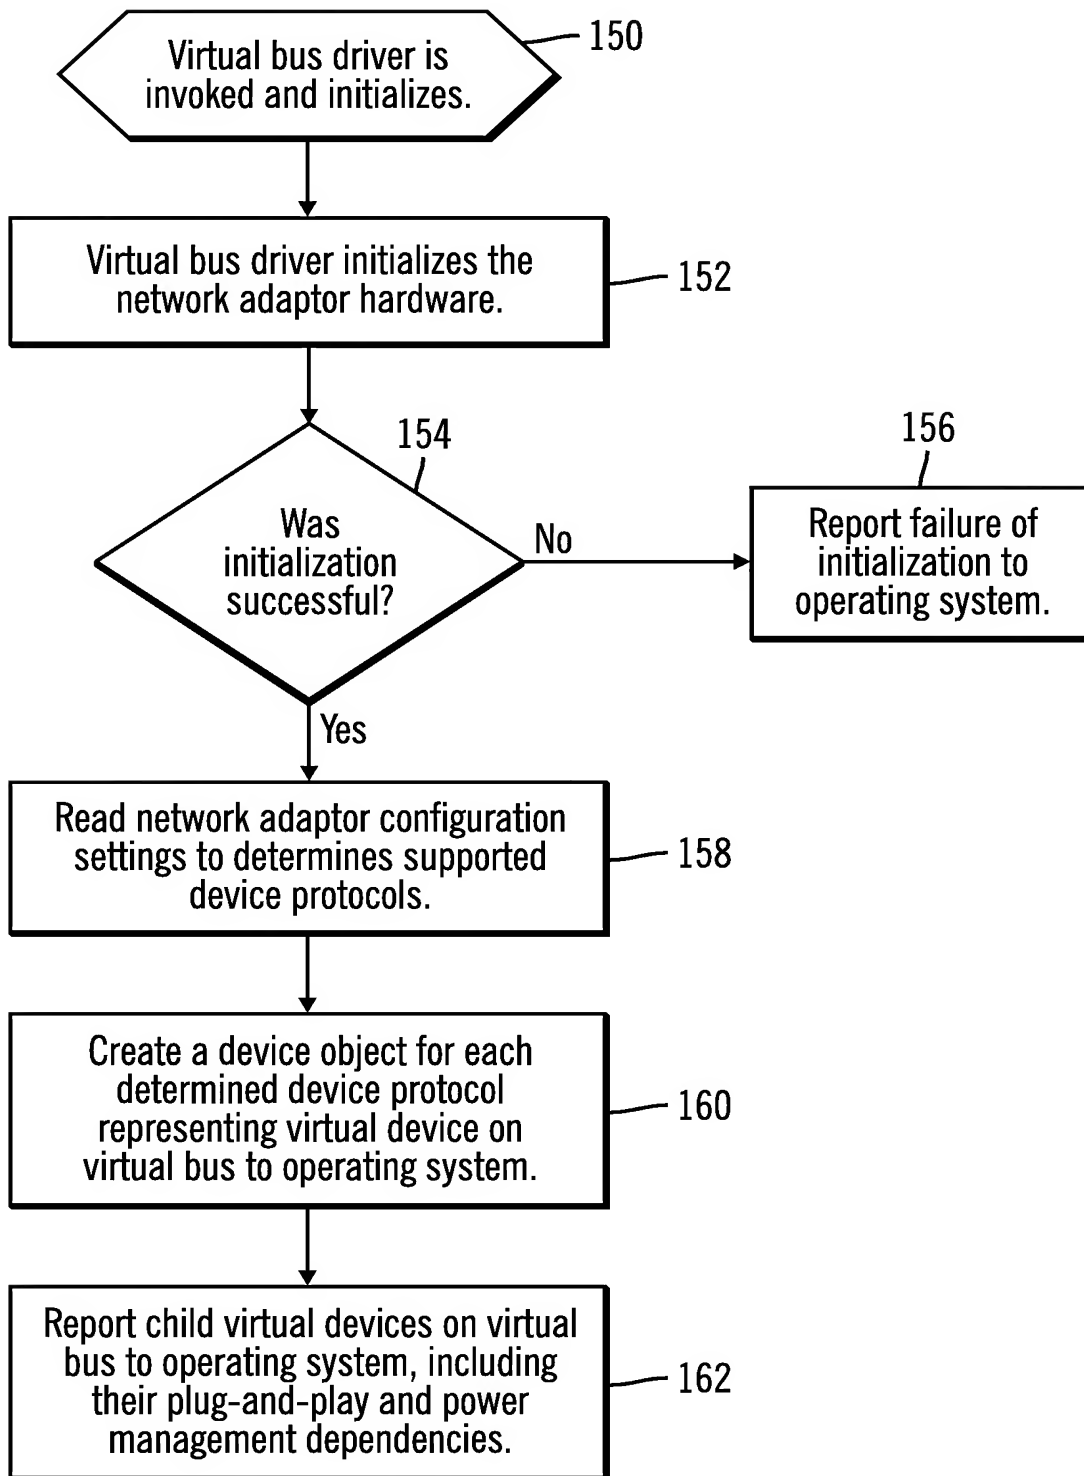 Virtual bus driver is
invoked and initializes.
150
Virtual bus driver initializes the
network adaptor hardware.
152
154
Was
initialization
successful?
No
156
Report failure of
initialization to
operating system.
Yes
Read network adaptor configuration
settings to determines supported
device protocols.
158
Create a device object for each
determined device protocol
representing virtual device on
virtual bus to operating system.
160
Report child virtual devices on virtual
bus to operating system, including
their plug-and-play and power
management dependencies.
162